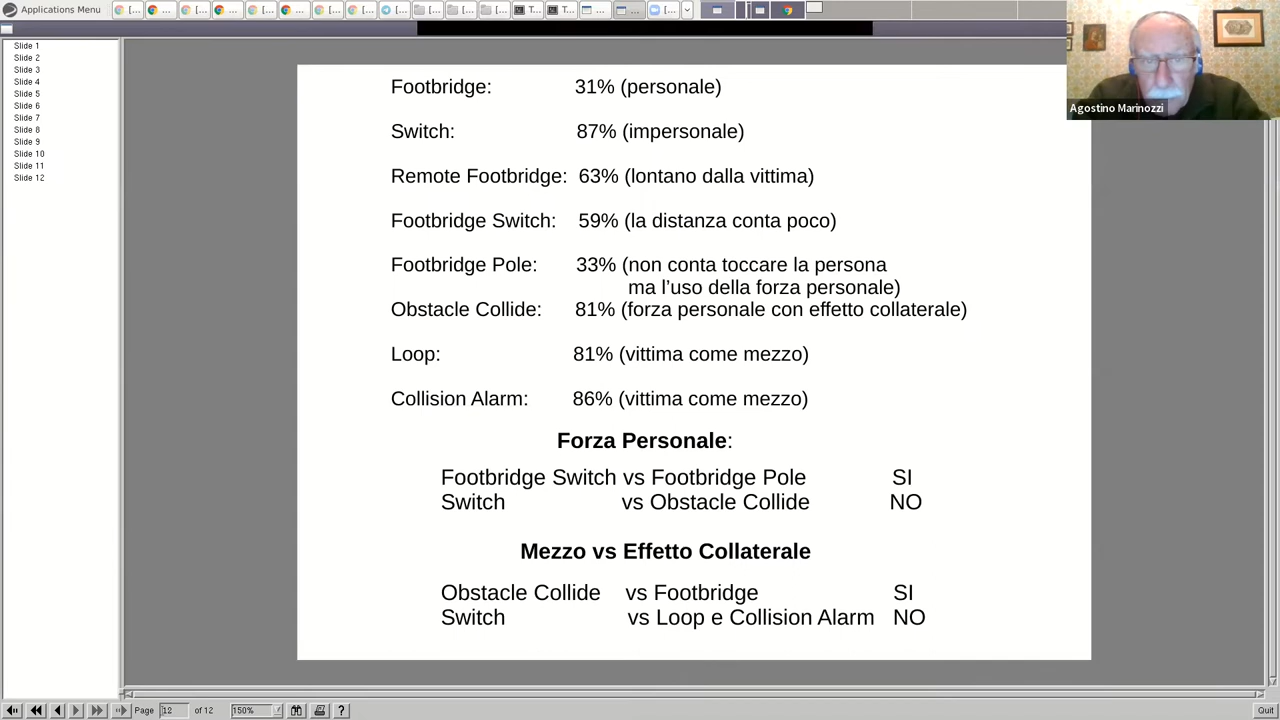 Applications Menu
Slide 1
Slide 2
Slide 3
Slide 4
Slide 5
Slide 6
Slide 7
Slide 8
Slide 9
Slide 10
Slide 11
Slide 12
Footbridge: 31% (personale)
Switch: 87% (impersonale)
Remote Footbridge: 63% (lontano dalla vittima)
Footbridge Switch: 59% (la distanza conta poco)
Footbridge Pole: 33% (non conta toccare la persona
ma l’uso della forza personale)
Obstacle Collide: 81% (forza personale con effetto collaterale)
Loop: 81% (vittima come mezzo)
Collision Alarm: 86% (vittima come mezzo)
Forza Personale:
Footbridge Switch vs Footbridge Pole SI
Switch vs Obstacle Collide NO
Mezzo vs Effetto Collaterale
Obstacle Collide vs Footbridge SI
Switch vs Loop e Collision Alarm NO
Agostino Marinozzi
Page 12 of 12 150% ? Quit